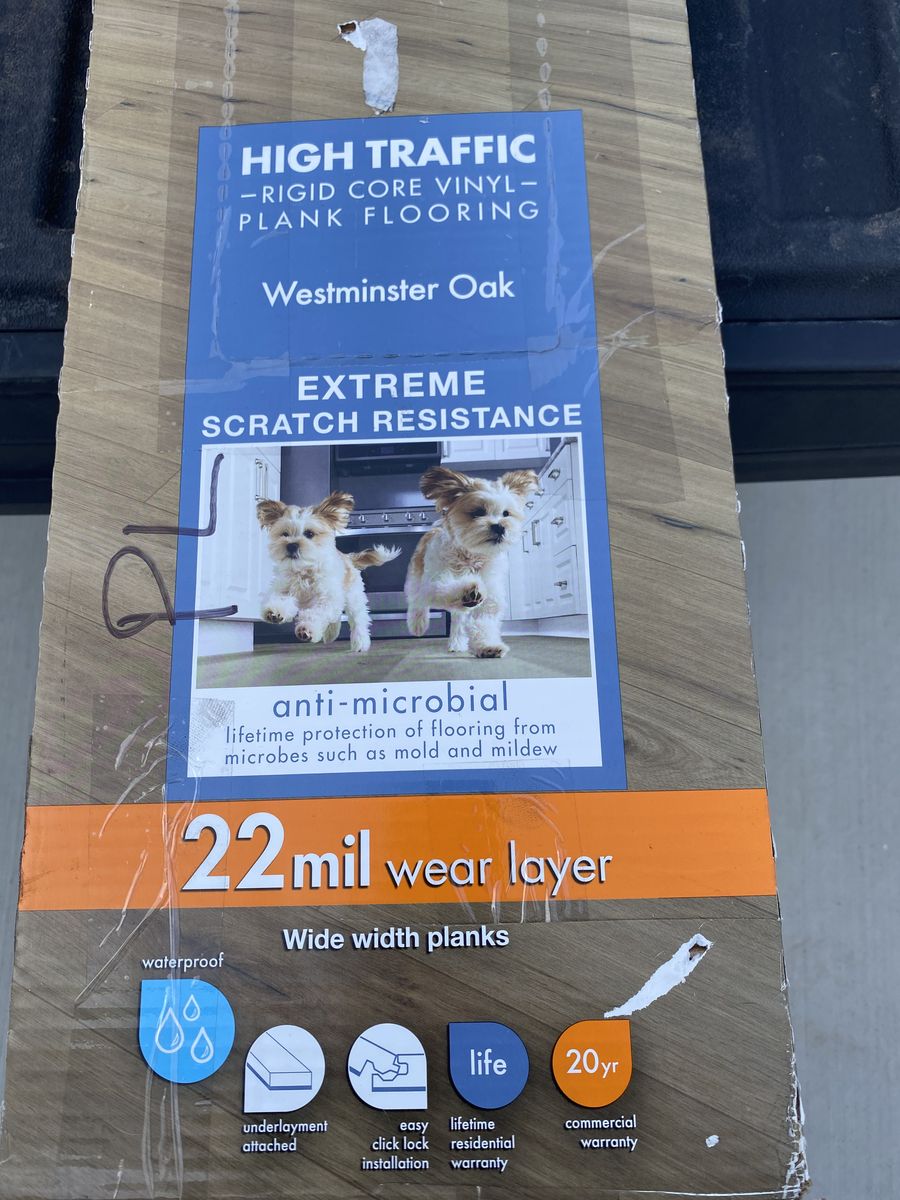 HIGH TRAFFIC
–RIGID CORE VINYL–
PLANK FLOORING
Westminster Oak
EXTREME
SCRATCH RESISTANCE
PL
anti-microbial
lifetime protection of flooring from
microbes such as mold and mildew
22mil wear layer
Wide width planks
waterproof
underlayment
attached
easy
click lock
installation
life
lifetime
residential
warranty
20yr
commercial
warranty